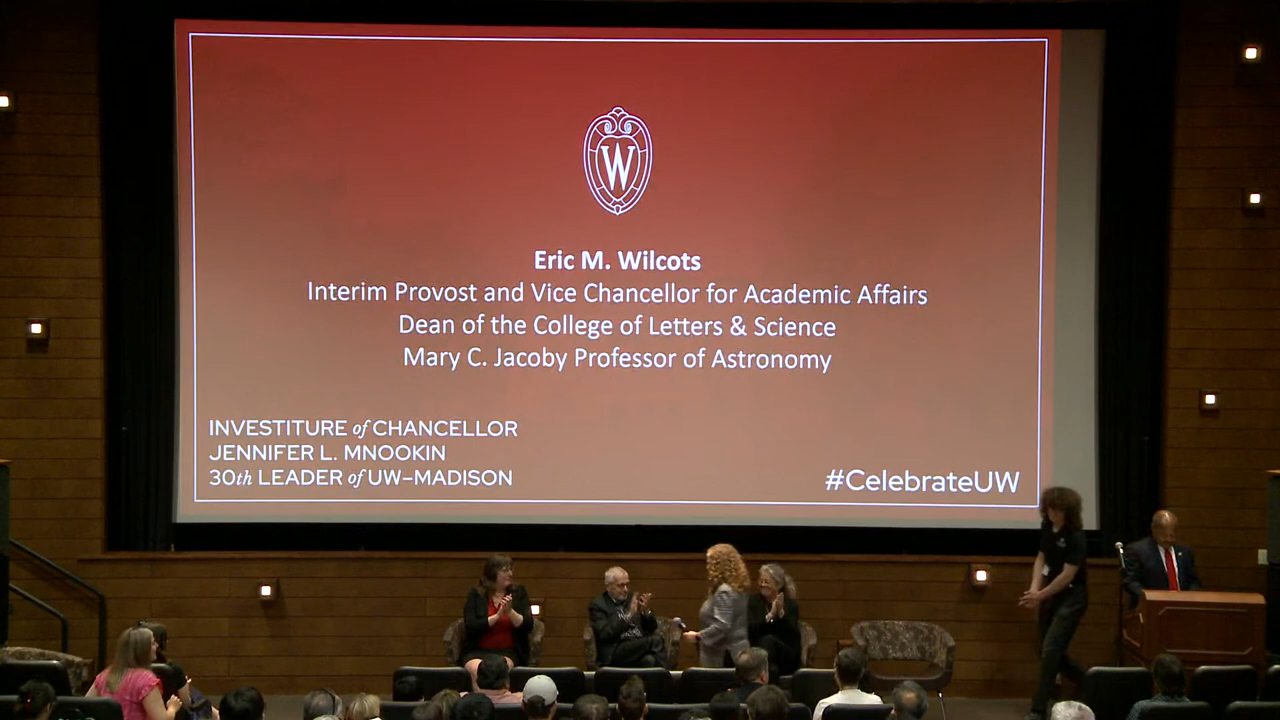 W
Eric M. Wilcots
Interim Provost and Vice Chancellor for Academic Affairs
Dean of the College of Letters & Science
Mary C. Jacoby Professor of Astronomy
INVESTITURE of CHANCELLOR
JENNIFER L. MNOOKIN
30th LEADER of UW–MADISON
#CelebrateUW